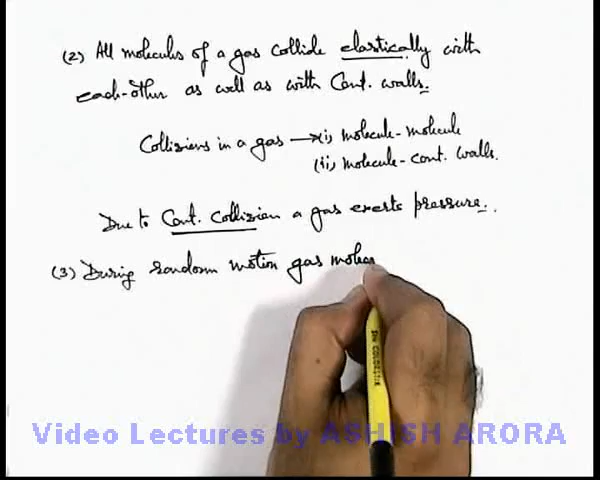 (2) All molecules of a gas collide elastically with
each-other as well as with Cont. walls.
Collisions in a gas → (i) molecule-molecule
(ii) molecule-cont. walls.
Due to Cont. Collision a gas exerts pressure.
(3) During random motion gas molec
Video Lectures by ASHISH ARORA